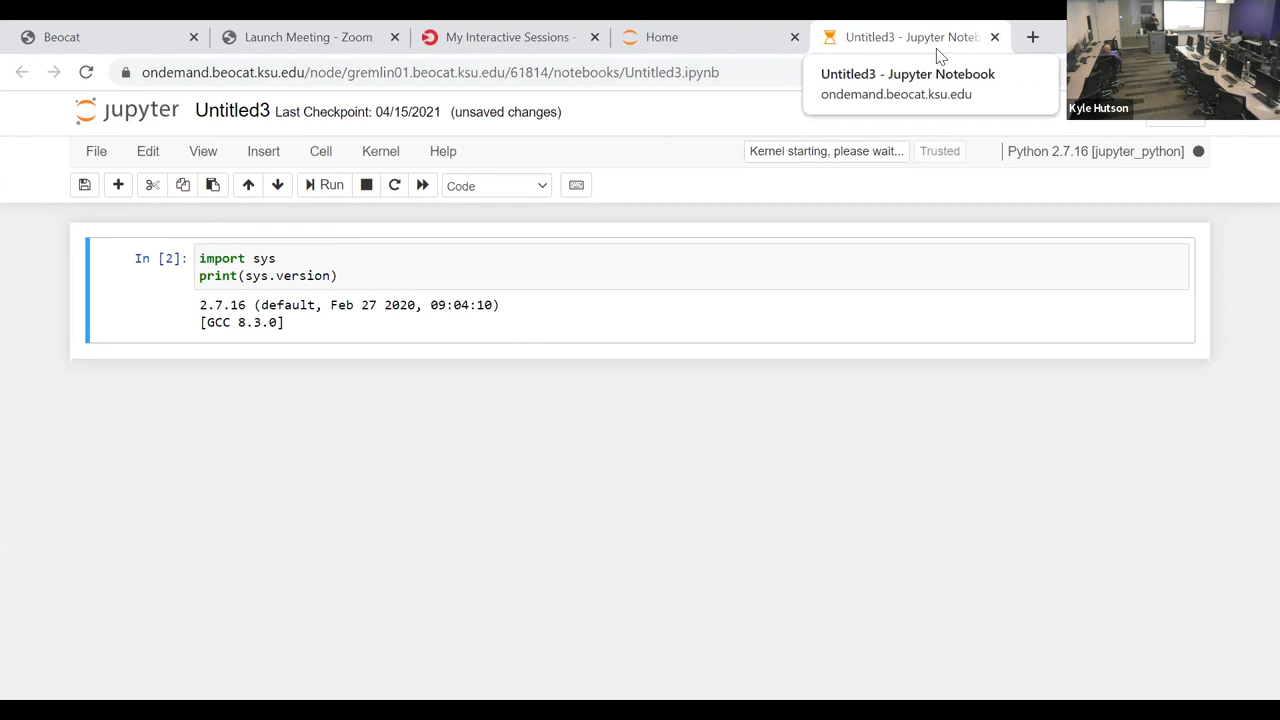 Beocat
Launch Meeting - Zoom
My Interactive Sessions -
Home
Untitled3 - Jupyter Noteb
ondemand.beocat.ksu.edu/node/gremlin01.beocat.ksu.edu/61814/notebooks/Untitled3.ipynb
Untitled3 - Jupyter Notebook
ondemand.beocat.ksu.edu
Kyle Hutson
jupyter Untitled3 Last Checkpoint: 04/15/2021 (unsaved changes)
File Edit View Insert Cell Kernel Help
Kernel starting, please wait... Trusted Python 2.7.16 [jupyter_python]
Run Code
In [2]: import sys
print(sys.version)
2.7.16 (default, Feb 27 2020, 09:04:10)
[GCC 8.3.0]